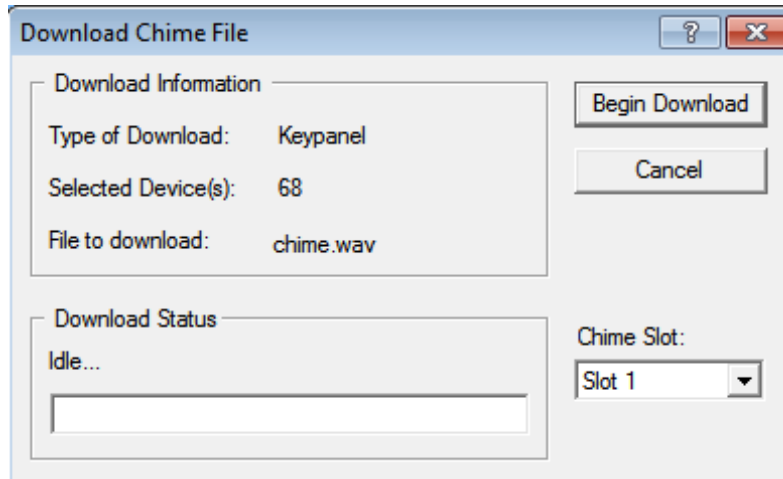 Download Chime File
Download Information
Type of Download: Keypanel
Selected Device(s): 68
File to download: chime.wav
Begin Download
Cancel
Download Status
Idle...
Chime Slot:
Slot 1